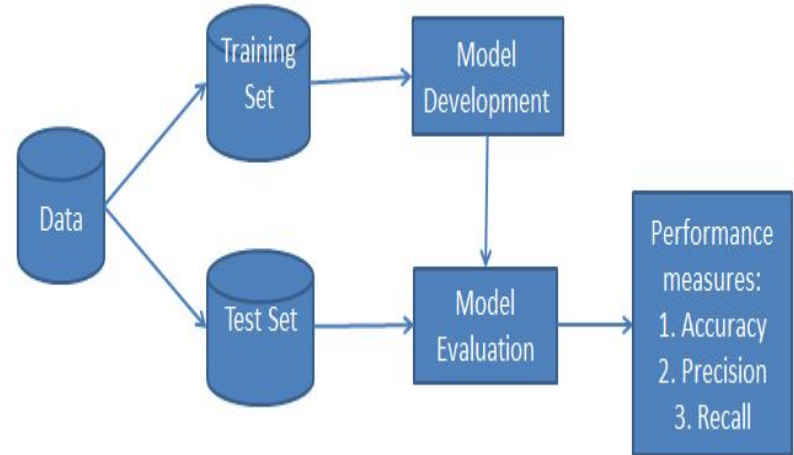 Training
Set
Model
Development
Data
Test Set
Model
Evaluation
Performance
measures:
1. Accuracy
2. Precision
3. Recall